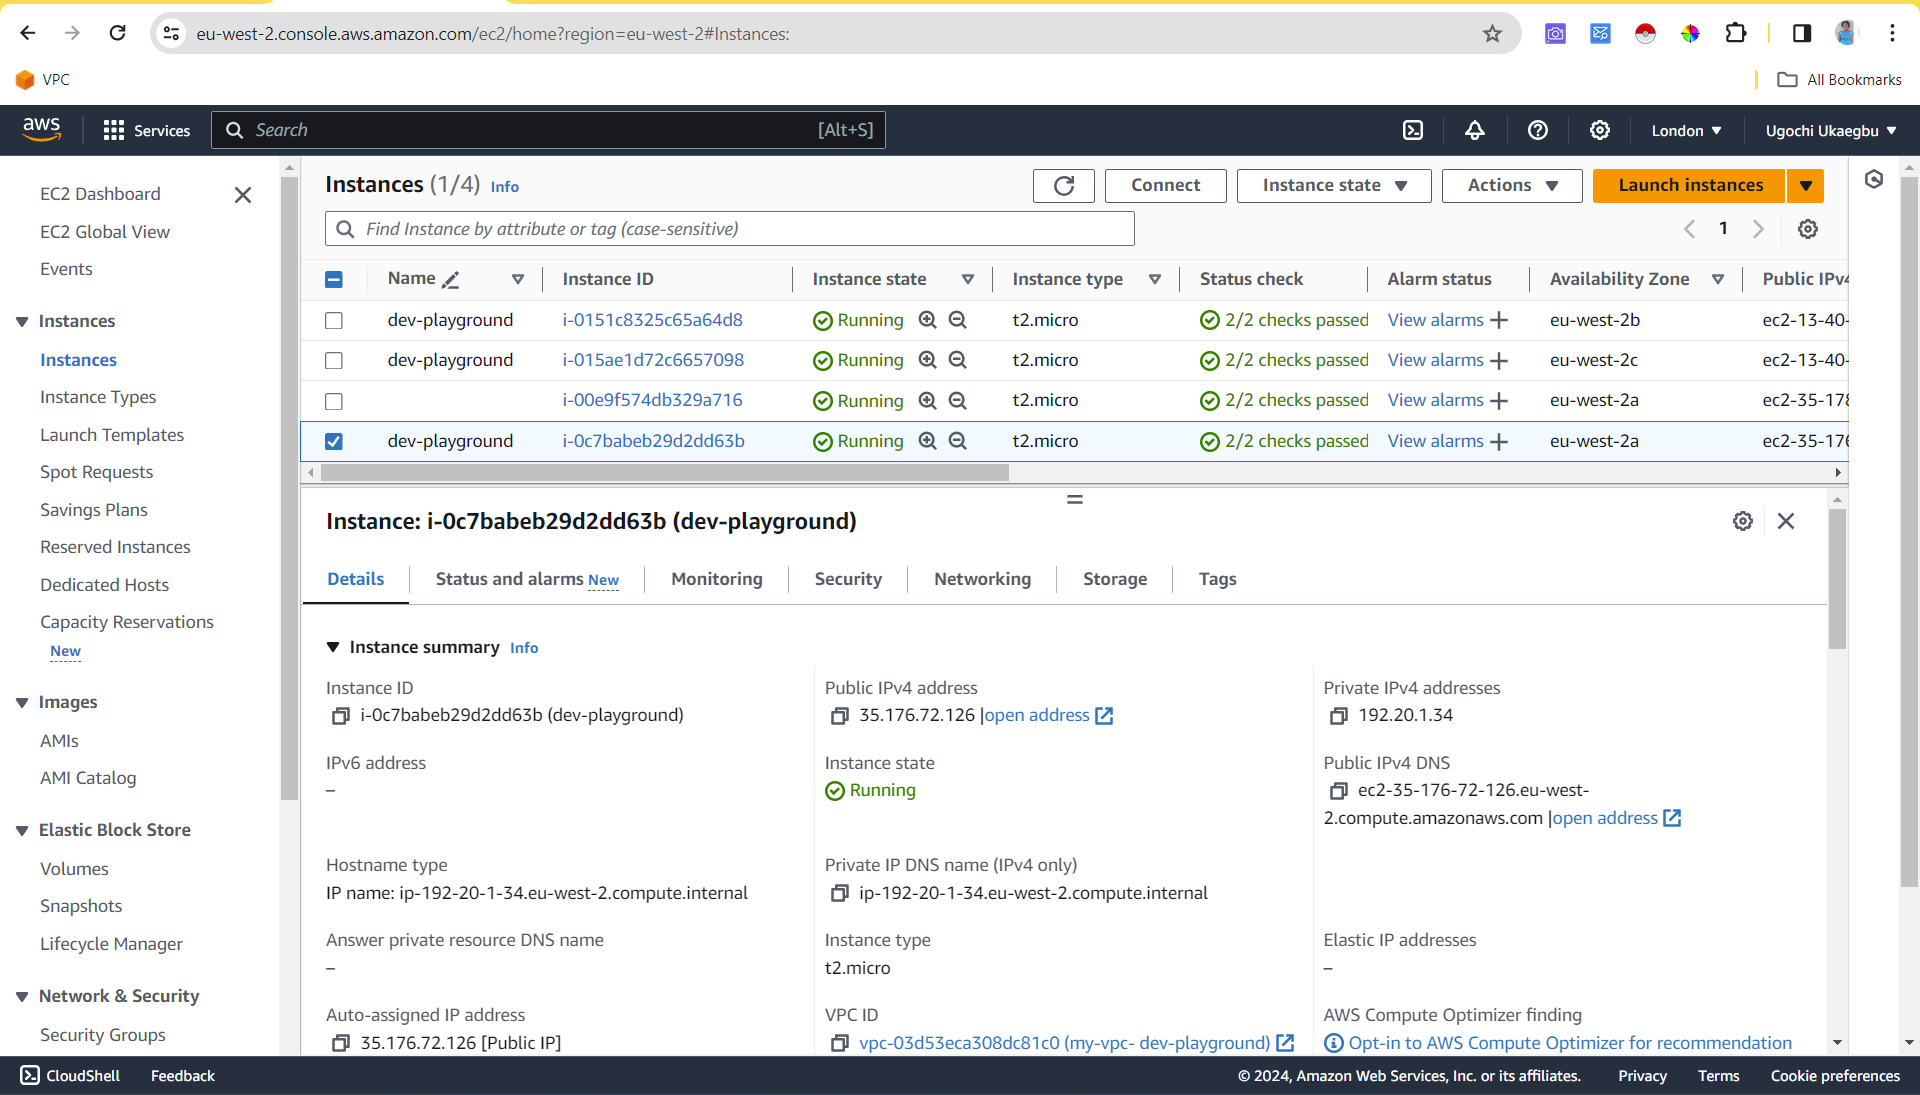 eu-west-2.console.aws.amazon.com/ec2/home?region=eu-west-2#Instances:
VPC
All Bookmarks
aws
Services
Search
[Alt+S]
London
Ugochi Ukaegbu
EC2 Dashboard
EC2 Global View
Events
Instances
Instances
Instance Types
Launch Templates
Spot Requests
Savings Plans
Reserved Instances
Dedicated Hosts
Capacity Reservations
New
Images
AMIs
AMI Catalog
Elastic Block Store
Volumes
Snapshots
Lifecycle Manager
Network & Security
Security Groups
Instances (1/4) Info
Connect
Instance state
Actions
Launch instances
Find Instance by attribute or tag (case-sensitive)
1
Name Instance ID Instance state Instance type Status check Alarm status Availability Zone Public IPv4
dev-playground i-0151c8325c65a64d8 Running t2.micro 2/2 checks passed View alarms eu-west-2b ec2-13-40-
dev-playground i-015ae1d72c6657098 Running t2.micro 2/2 checks passed View alarms eu-west-2c ec2-13-40-
i-00e9f574db329a716 Running t2.micro 2/2 checks passed View alarms eu-west-2a ec2-35-178
dev-playground i-0c7babeb29d2dd63b Running t2.micro 2/2 checks passed View alarms eu-west-2a ec2-35-176
Instance: i-0c7babeb29d2dd63b (dev-playground)
Details
Status and alarms New
Monitoring
Security
Networking
Storage
Tags
Instance summary Info
Instance ID
i-0c7babeb29d2dd63b (dev-playground)
Public IPv4 address
35.176.72.126 |open address
Private IPv4 addresses
192.20.1.34
IPv6 address
–
Instance state
Running
Public IPv4 DNS
ec2-35-176-72-126.eu-west-
2.compute.amazonaws.com |open address
Hostname type
IP name: ip-192-20-1-34.eu-west-2.compute.internal
Private IP DNS name (IPv4 only)
ip-192-20-1-34.eu-west-2.compute.internal
Answer private resource DNS name
–
Instance type
t2.micro
Elastic IP addresses
–
Auto-assigned IP address
35.176.72.126 [Public IP]
VPC ID
vpc-03d53eca308dc81c0 (my-vpc- dev-playground)
AWS Compute Optimizer finding
Opt-in to AWS Compute Optimizer for recommendation
CloudShell
Feedback
© 2024, Amazon Web Services, Inc. or its affiliates.
Privacy
Terms
Cookie preferences